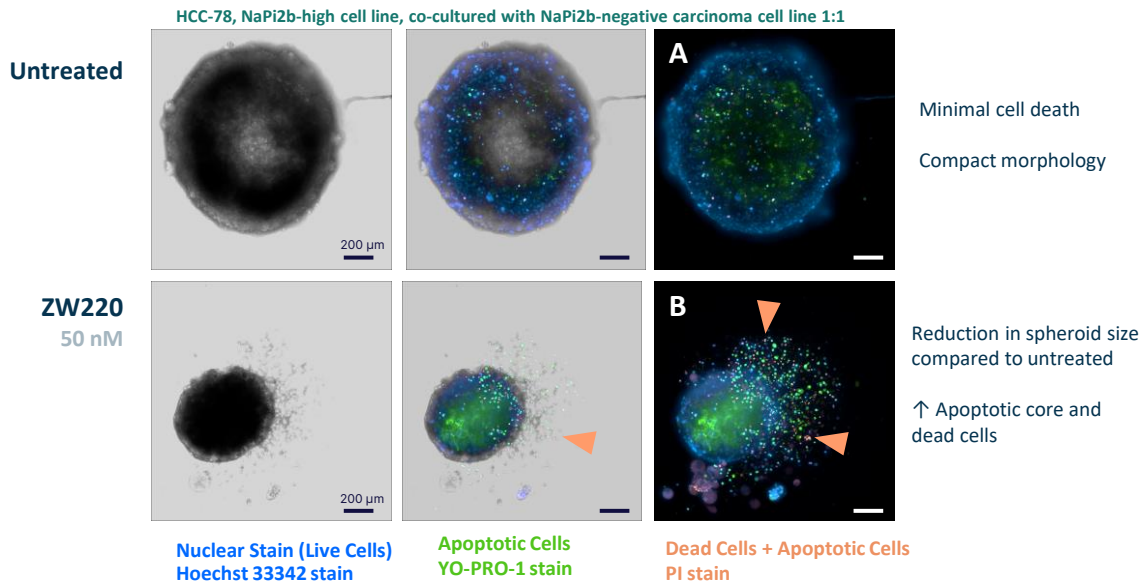 HCC-78, NaPi2b-high cell line, co-cultured with NaPi2b-negative carcinoma cell line 1:1
Untreated
200 µm
A
Minimal cell death
Compact morphology
ZW220
50 nM
200 µm
B
Reduction in spheroid size
compared to untreated
↑ Apoptotic core and
dead cells
Nuclear Stain (Live Cells)
Hoechst 33342 stain
Apoptotic Cells
YO-PRO-1 stain
Dead Cells + Apoptotic Cells
PI stain